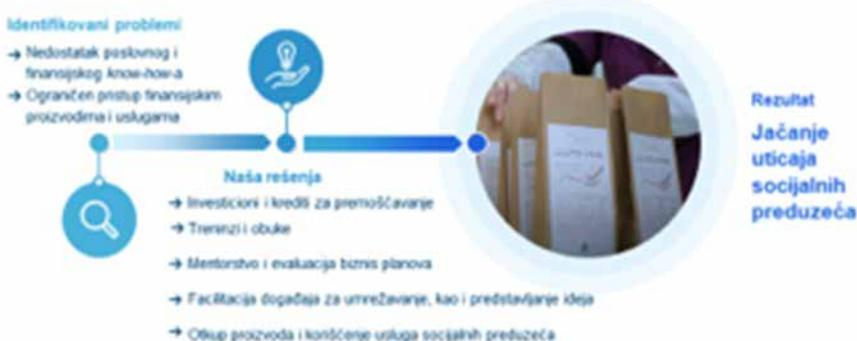 Identifikovani problemi
→ Nedostatak poslovnog i
finansijskog know-how-a
→ Ograničen pristup finansijskim
proizvodima i uslugama
Naša rešenja
→ Investicioni i krediti za premošćavanje
→ Treninzi i obuke
→ Mentorstvo i evaluacija biznis planova
→ Facilitacija događaja za umrežavanje, kao i predstavljanje ideja
→ Otkup proizvoda i korišćenje usluga socijalnih preduzeća
Rezultat
Jačanje
uticaja
socijalnih
preduzeća